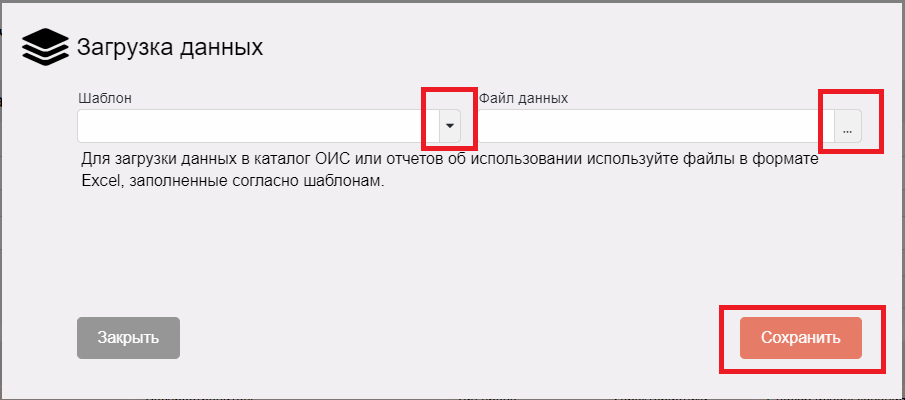 Загрузка данных
Шаблон
Файл данных
...
Для загрузки данных в каталог ОИС или отчетов об использовании используйте файлы в формате
Excel, заполненные согласно шаблонам.
Закрыть
Сохранить